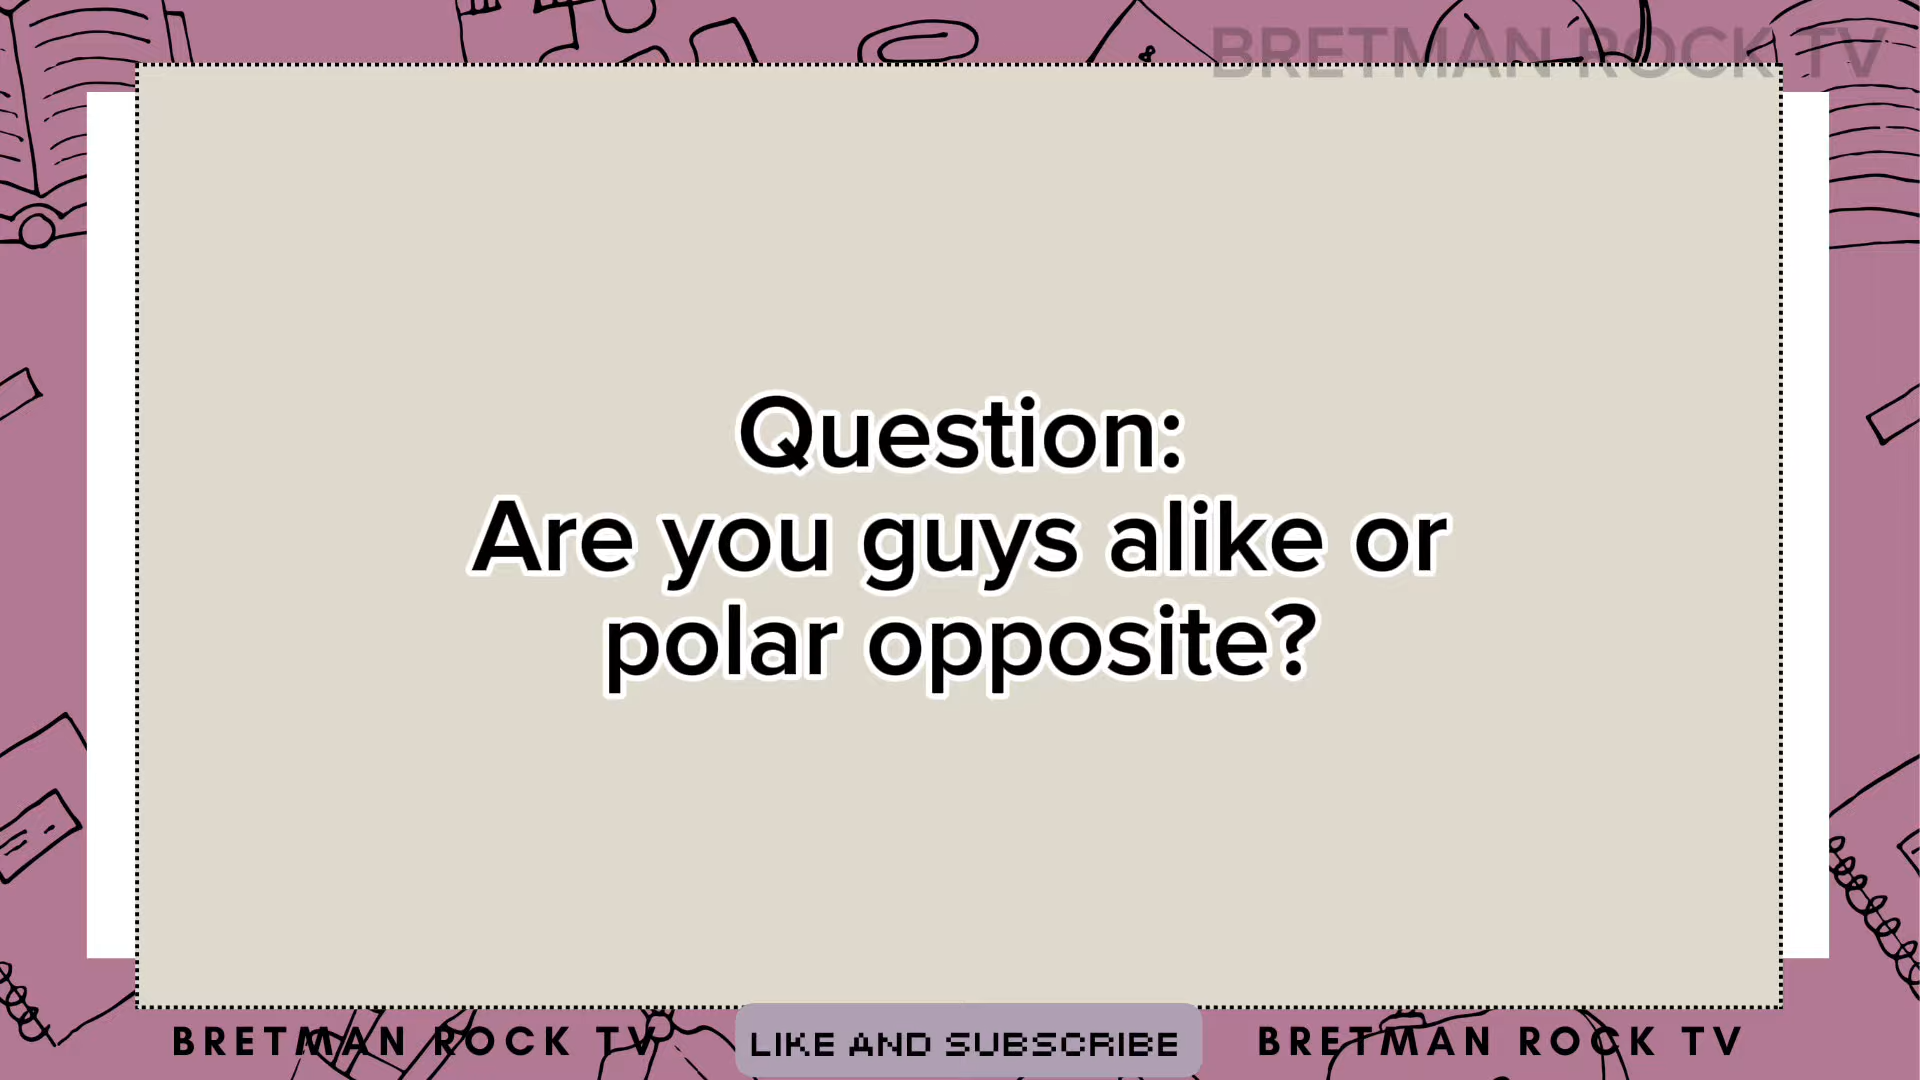 BRETMAN ROCK TV
Question:
Are you guys alike or
polar opposite?
BRETMAN ROCK TV
LIKE AND SUBSCRIBE
BRETMAN ROCK TV